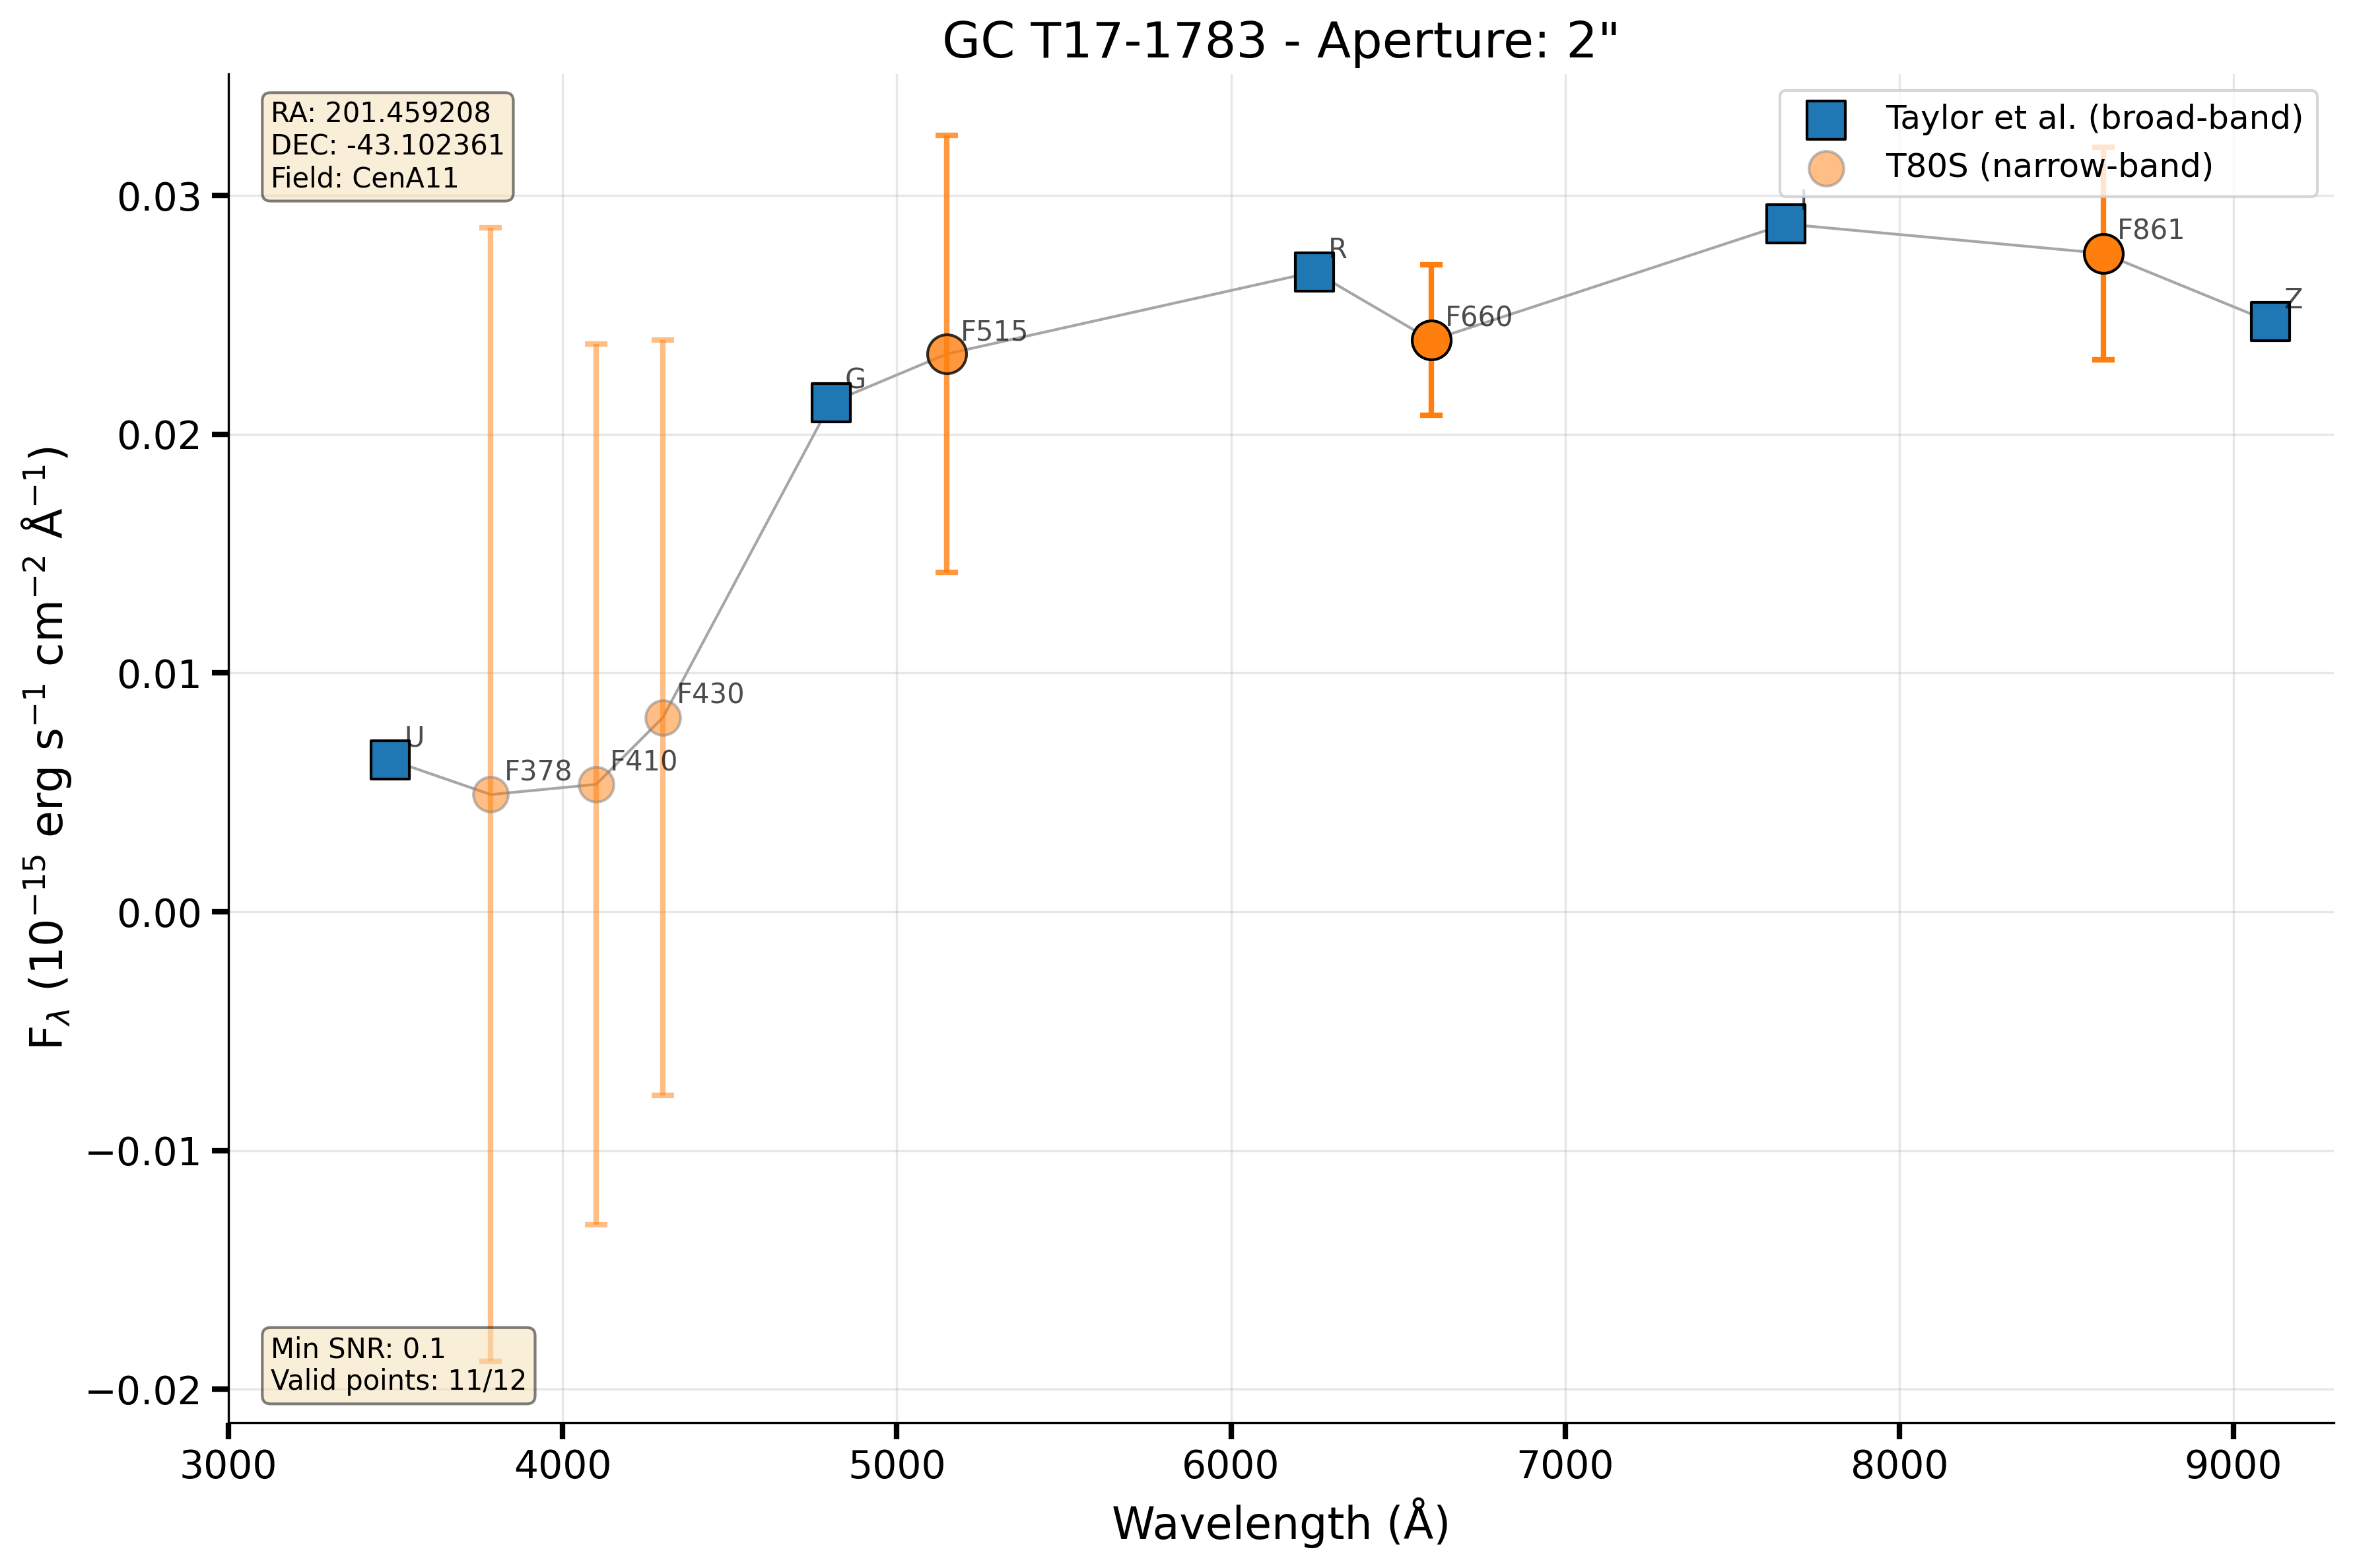 GC T17-1783 - Aperture: 2"
RA: 201.459208
DEC: -43.102361
Field: CenA11
Taylor et al. (broad-band)
T80S (narrow-band)
F$_λ$ (10⁻¹⁵ erg s⁻¹ cm⁻² Å⁻¹)
0.03
0.02
0.01
0.00
−0.01
−0.02
U
F378
F410
F430
G
F515
R
F660
I
F861
Z
Min SNR: 0.1
Valid points: 11/12
3000 4000 5000 6000 7000 8000 9000
Wavelength (Å)